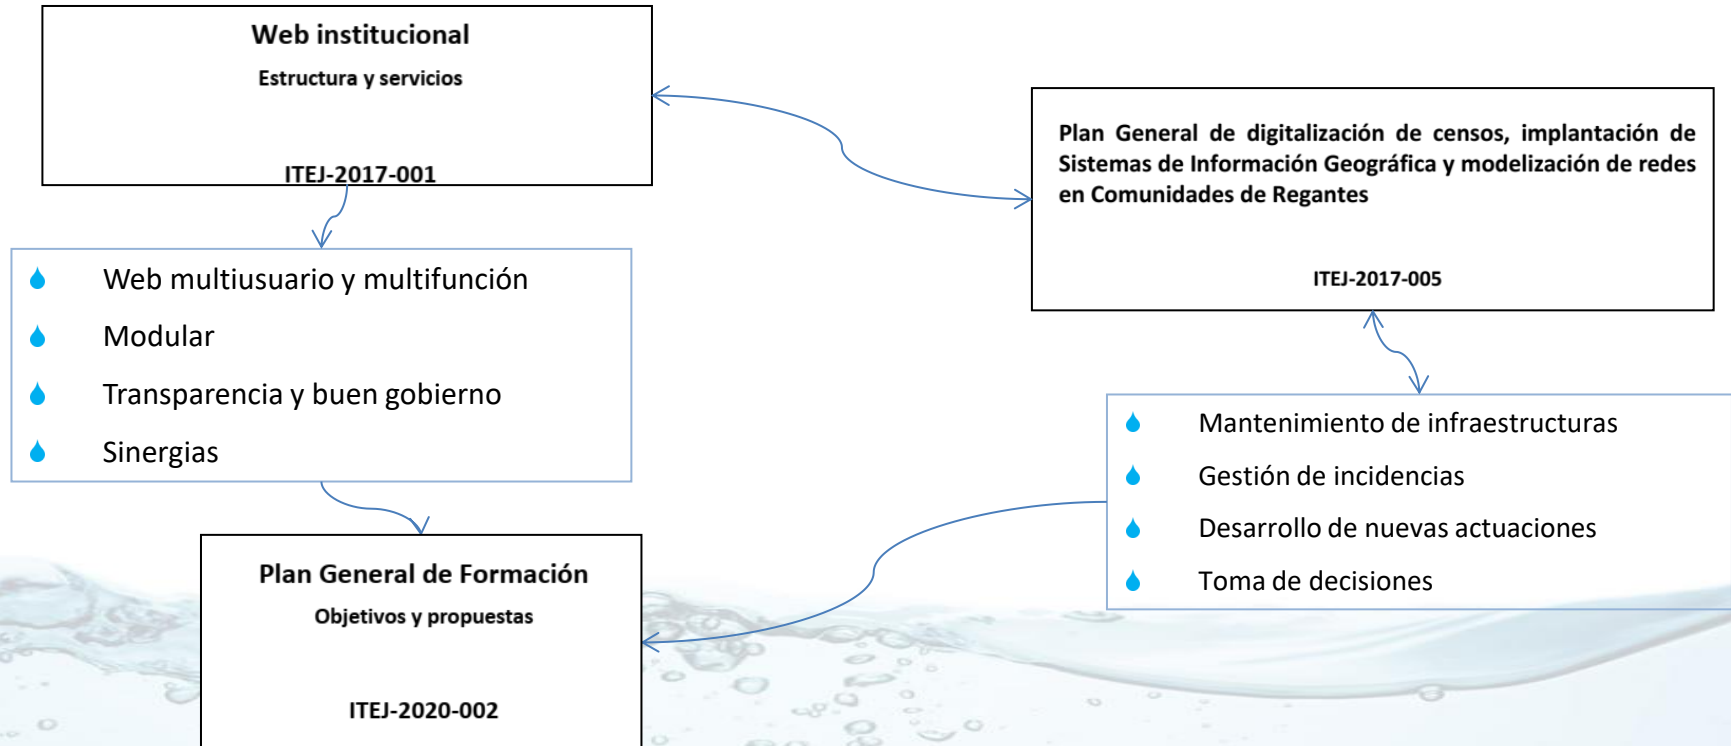 Web institucional
Estructura y servicios
ITEJ-2017-001
Plan General de digitalización de censos, implantación de
Sistemas de Información Geográfica y modelización de redes
en Comunidades de Regantes
ITEJ-2017-005
Web multiusuario y multifunción
Modular
Transparencia y buen gobierno
Sinergias
Mantenimiento de infraestructuras
Gestión de incidencias
Desarrollo de nuevas actuaciones
Toma de decisiones
Plan General de Formación
Objetivos y propuestas
ITEJ-2020-002